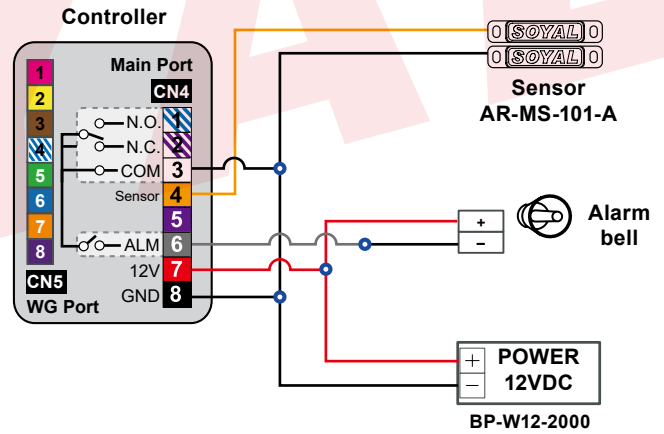 Controller
Main Port
CN4
1
2
3
4
5
6
7
8
CN5
WG Port
N.O.
N.C.
COM
Sensor
ALM
12V
GND
1
2
3
4
5
6
7
8
SOYAL
SOYAL
Sensor
AR-MS-101-A
+
−
Alarm
bell
+
−
POWER
12VDC
BP-W12-2000